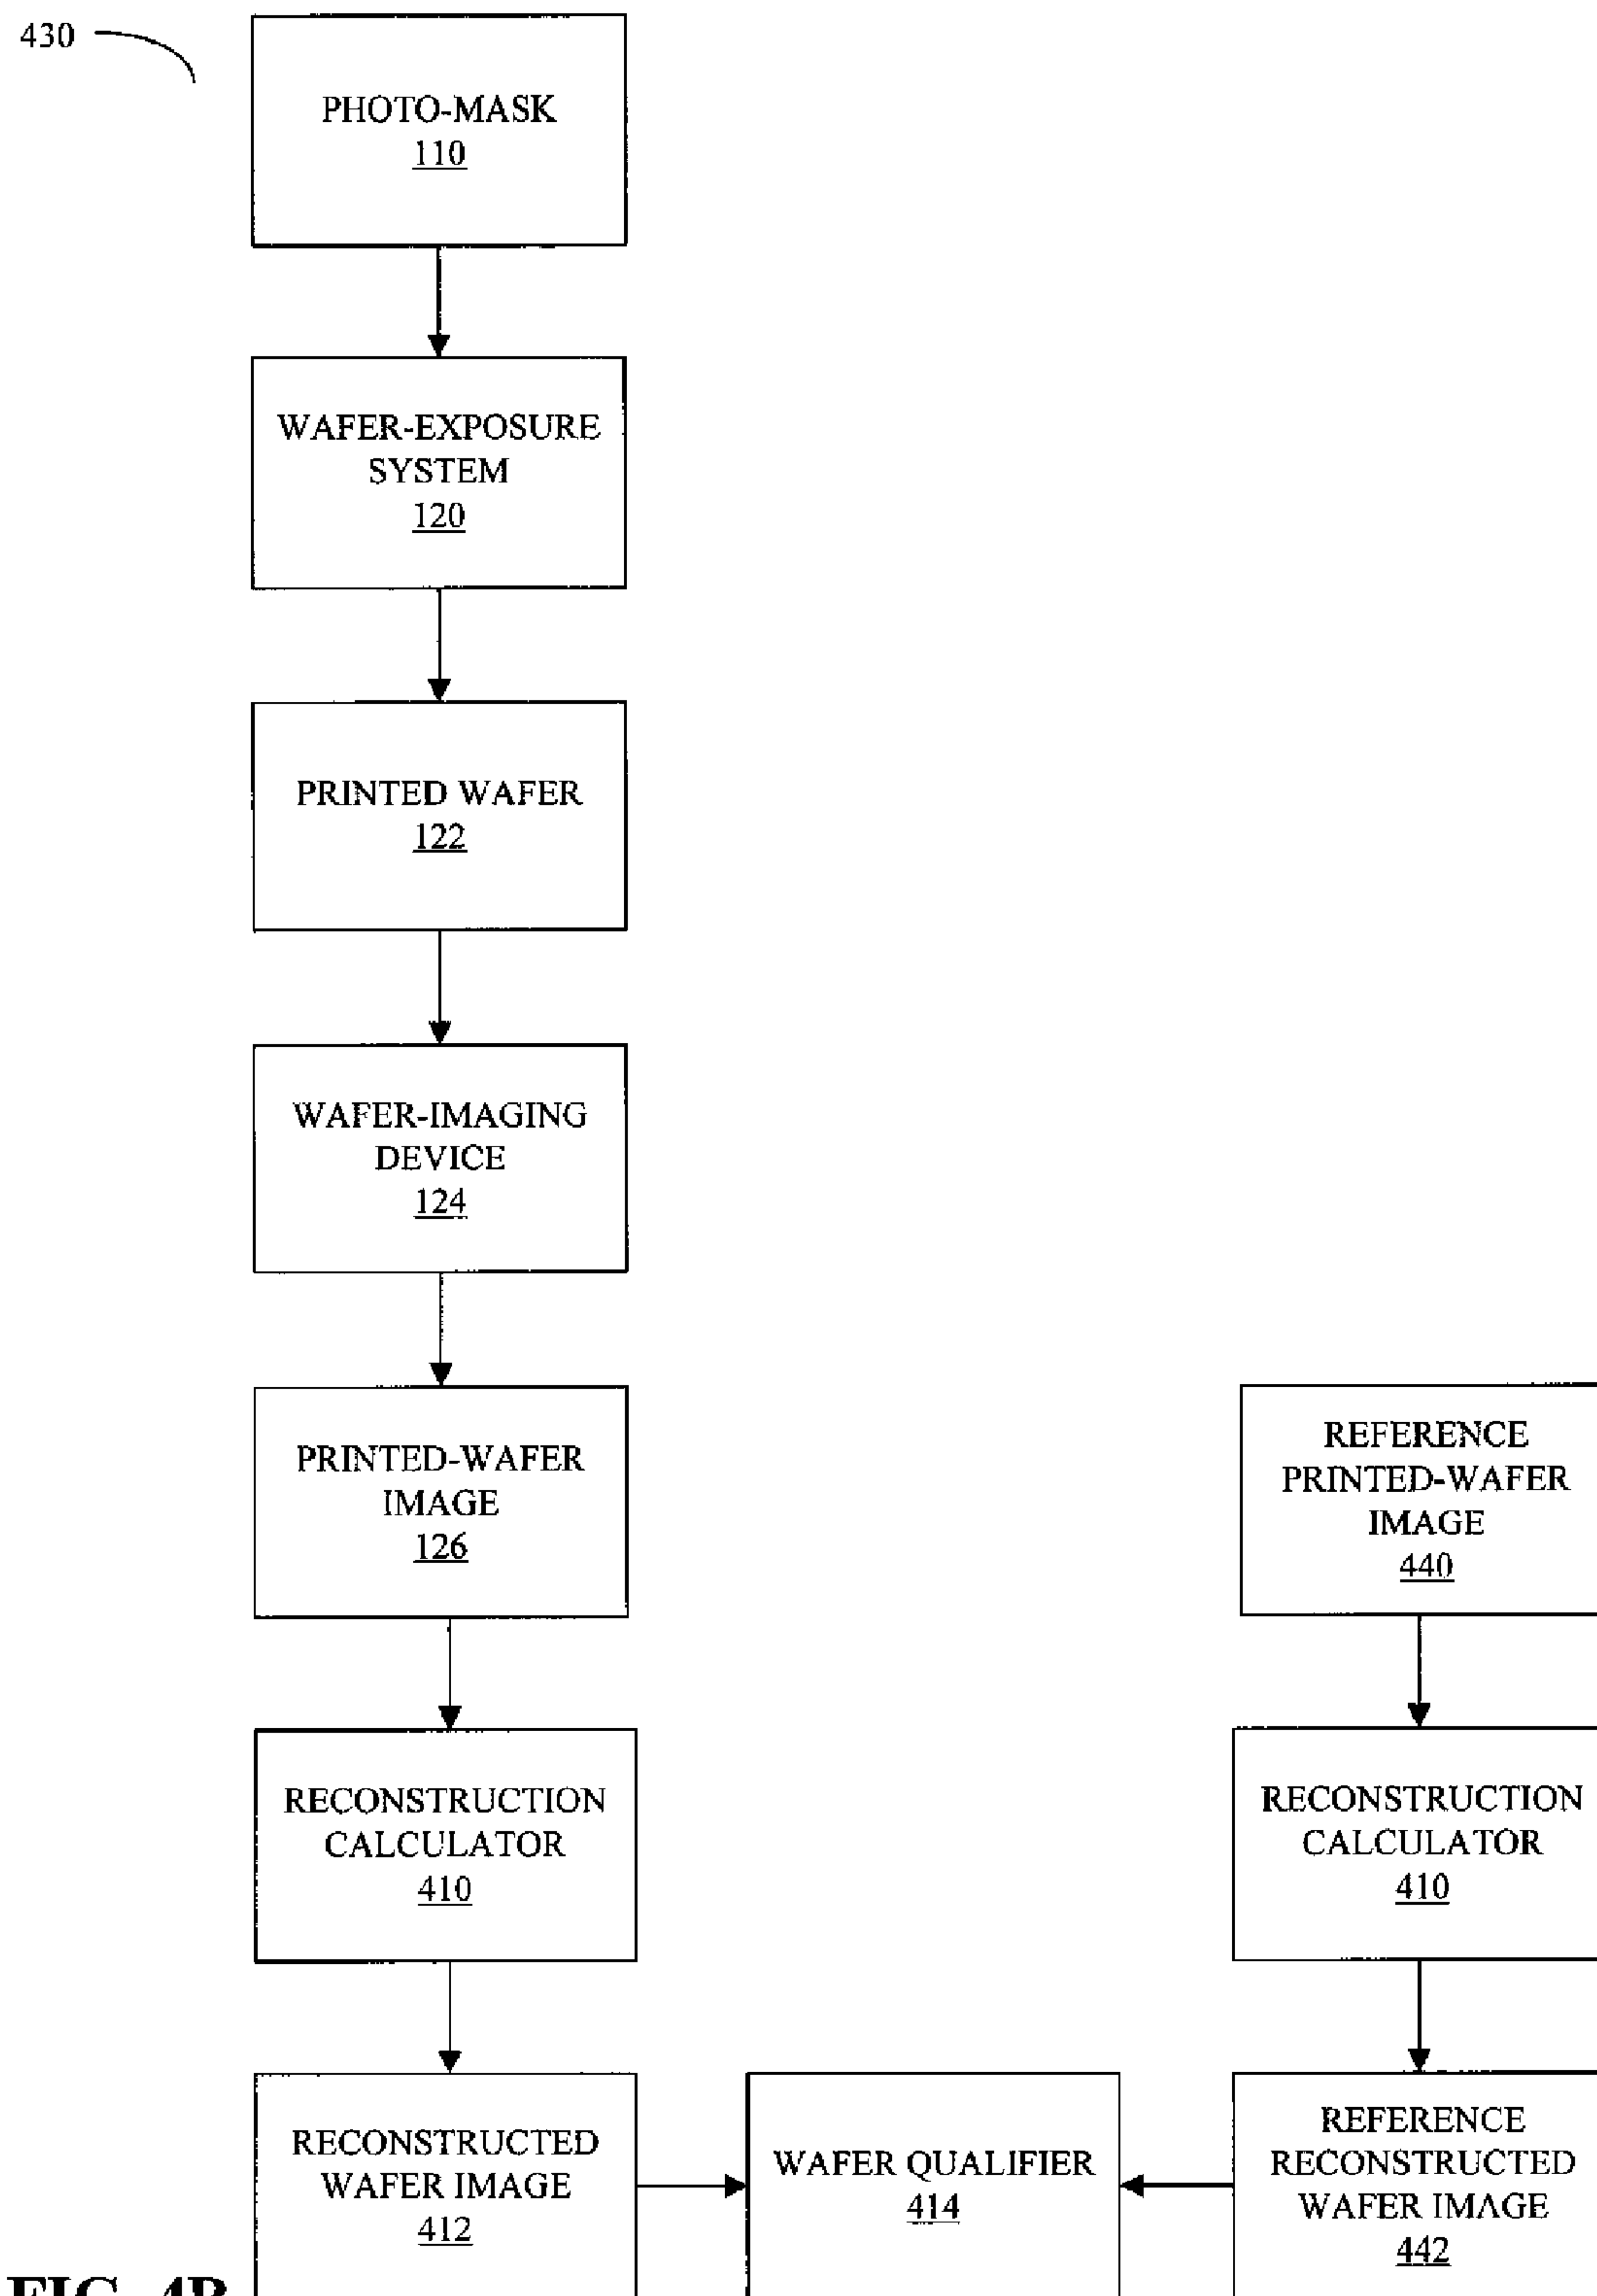 430
PHOTO-MASK
110
WAFER-EXPOSURE
SYSTEM
120
PRINTED WAFER
122
WAFER-IMAGING
DEVICE
124
PRINTED-WAFER
IMAGE
126
REFERENCE
PRINTED-WAFER
IMAGE
440
RECONSTRUCTION
CALCULATOR
410
RECONSTRUCTION
CALCULATOR
410
RECONSTRUCTED
WAFER IMAGE
412
WAFER QUALIFIER
414
REFERENCE
RECONSTRUCTED
WAFER IMAGE
442
FIG. 4B